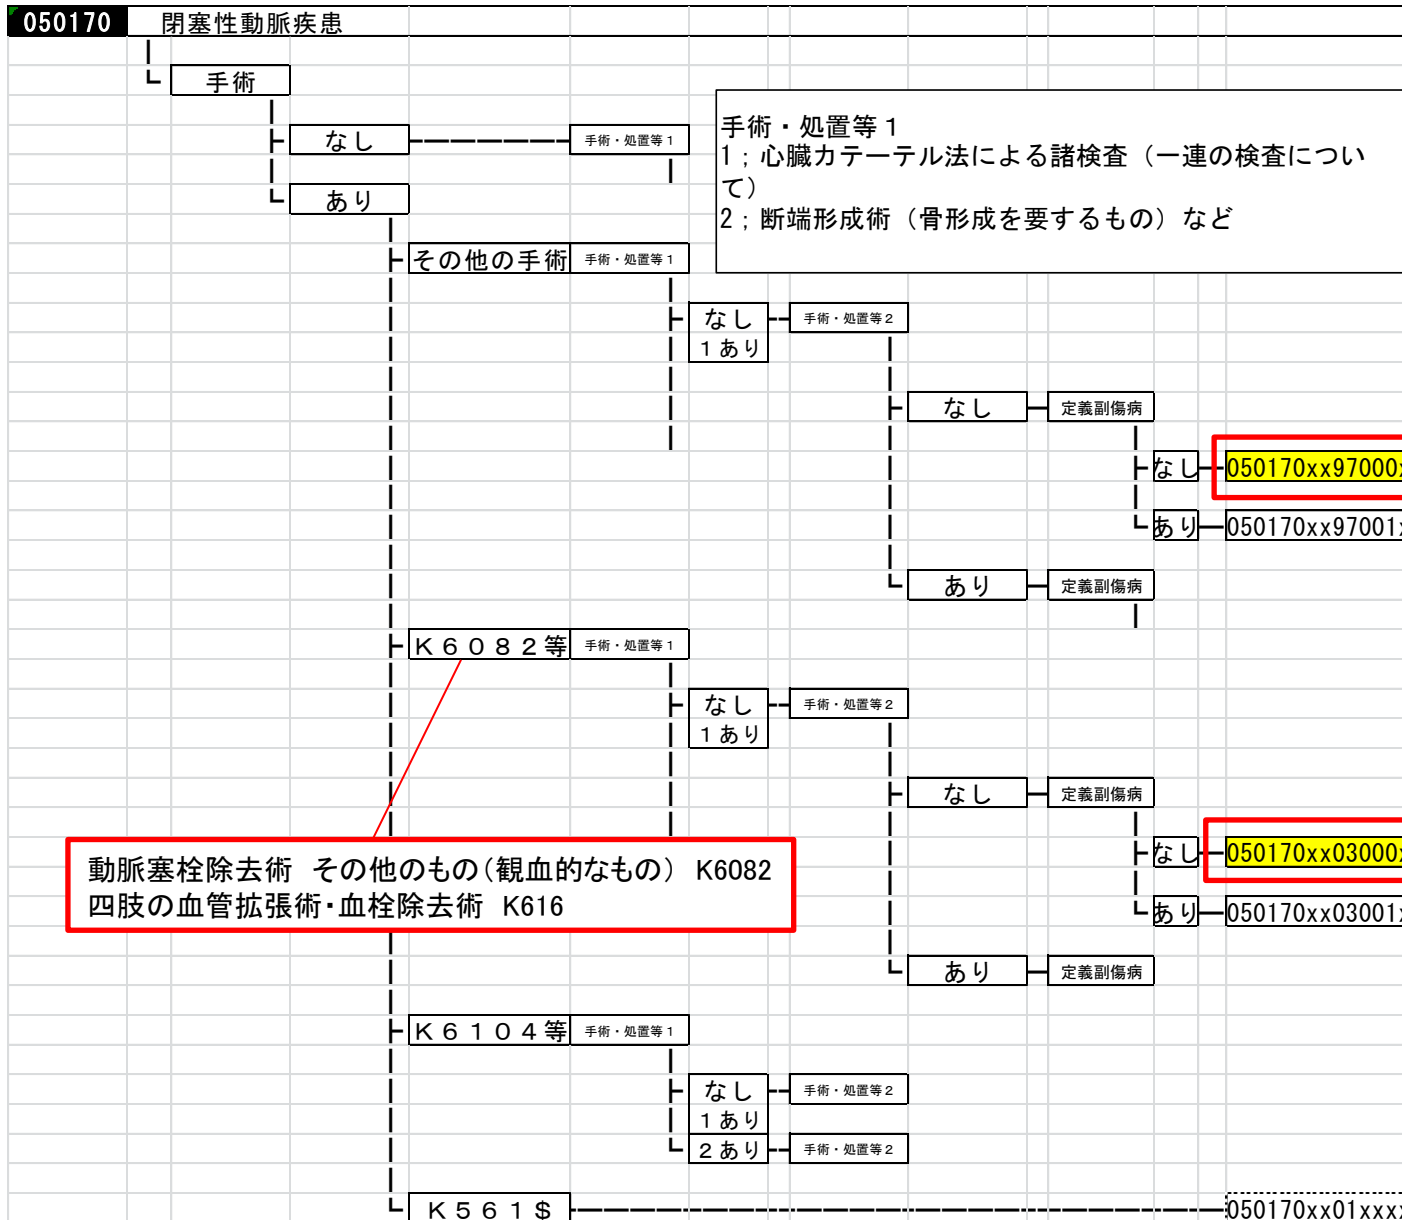 050170 閉塞性動脈疾患
手術
手術・処置等１
1；心臓カテーテル法による諸検査（一連の検査につい
て）
2；断端形成術（骨形成を要するもの）など
なし 手術・処置等１
あり
その他の手術 手術・処置等１
なし 手術・処置等２
１あり
なし 定義副傷病
なし 050170xx97000x
あり 050170xx97001x
あり 定義副傷病
Ｋ６０８２等 手術・処置等１
なし 手術・処置等２
１あり
なし 定義副傷病
なし 050170xx03000x
動脈塞栓除去術 その他のもの（観血的なもの） K6082
四肢の血管拡張術・血栓除去術 K616
あり 050170xx03001x
あり 定義副傷病
Ｋ６１０４等 手術・処置等１
なし 手術・処置等２
１あり
２あり 手術・処置等２
Ｋ５６１＄ 050170xx01xxxx